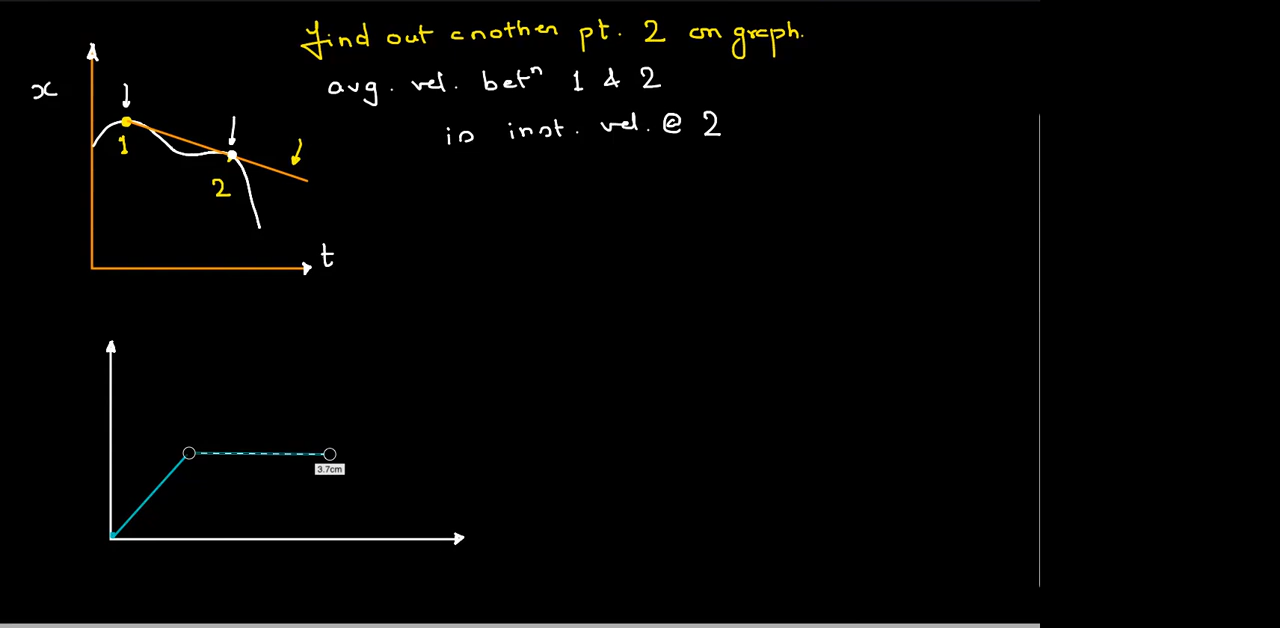 find out another pt. 2 on graph.
x
avg. vel. betⁿ 1 & 2
1
is inst. vel. @ 2
2
t
3.7cm